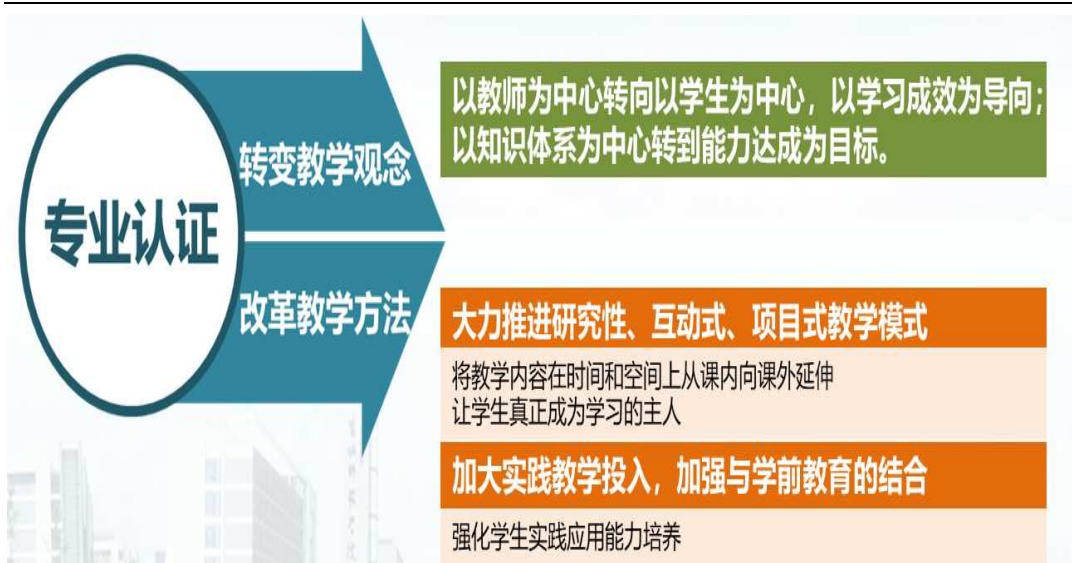 专业认证
转变教学观念
以教师为中心转向以学生为中心，以学习成效为导向；
以知识体系为中心转到能力达成为目标。
改革教学方法
大力推进研究性、互动式、项目式教学模式
将教学内容在时间和空间上从课内向课外延伸
让学生真正成为学习的主人
加大实践教学投入，加强与学前教育的结合
强化学生实践应用能力培养